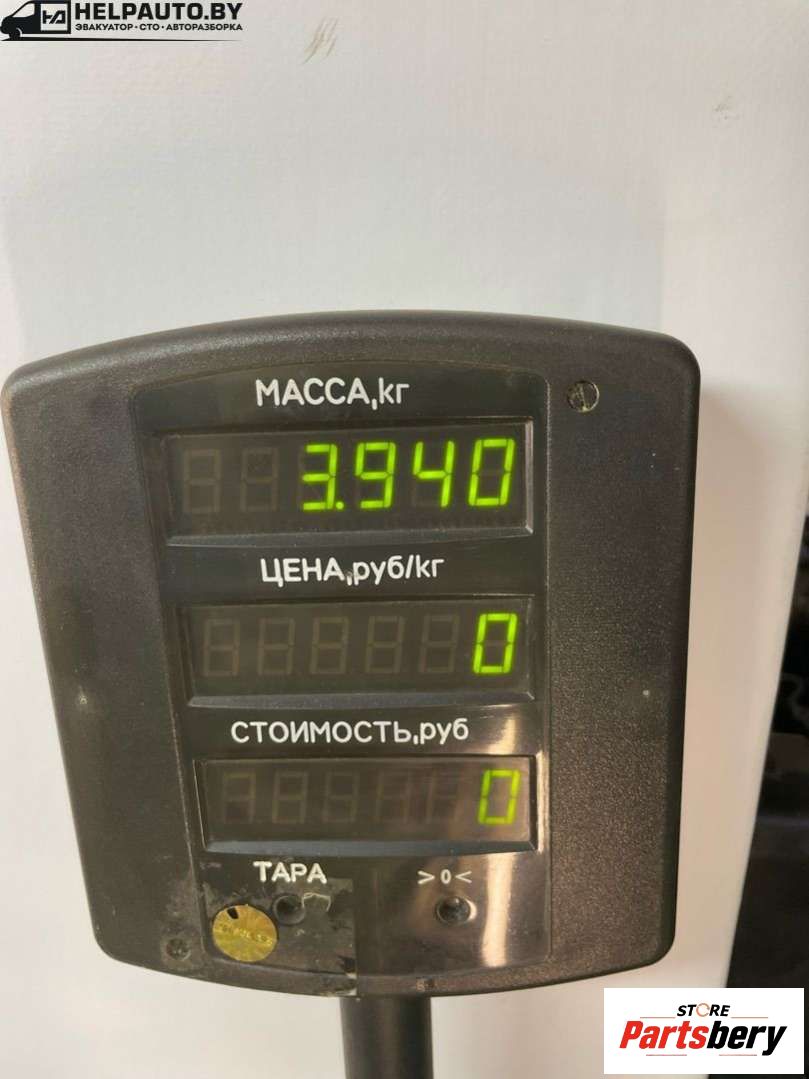 HELPAUTO.BY
ЭВАКУАТОР • СТО • АВТОРАЗБОРКА
МАССА,кг
3.940
ЦЕНА,руб/кг
0
СТОИМОСТЬ,руб
0
ТАРА >0<
STORE
Partsbery